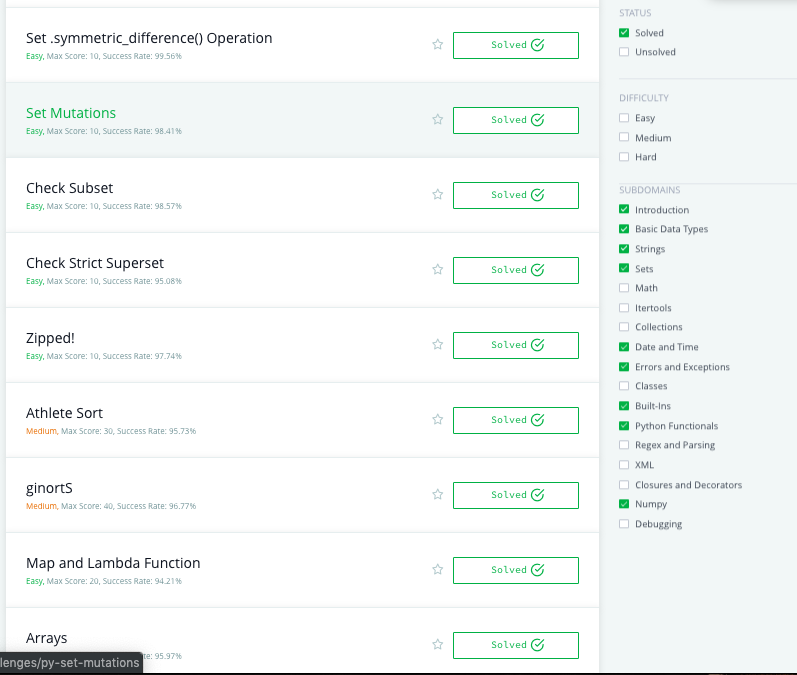 Set .symmetric_difference() Operation
Easy, Max Score: 10, Success Rate: 99.56%
Solved
Set Mutations
Easy, Max Score: 10, Success Rate: 98.41%
Solved
Check Subset
Easy, Max Score: 10, Success Rate: 98.57%
Solved
Check Strict Superset
Easy, Max Score: 10, Success Rate: 95.08%
Solved
Zipped!
Easy, Max Score: 10, Success Rate: 97.74%
Solved
Athlete Sort
Medium, Max Score: 30, Success Rate: 95.73%
Solved
ginortS
Medium, Max Score: 40, Success Rate: 96.77%
Solved
Map and Lambda Function
Easy, Max Score: 20, Success Rate: 94.21%
Solved
Arrays
te: 95.97%
Solved
lenges/py-set-mutations
STATUS
Solved
Unsolved
DIFFICULTY
Easy
Medium
Hard
SUBDOMAINS
Introduction
Basic Data Types
Strings
Sets
Math
Itertools
Collections
Date and Time
Errors and Exceptions
Classes
Built-Ins
Python Functionals
Regex and Parsing
XML
Closures and Decorators
Numpy
Debugging